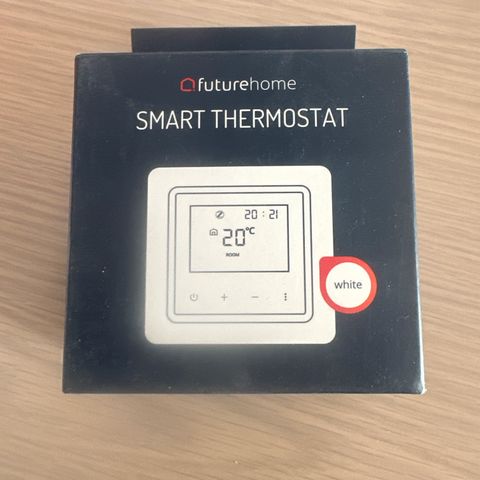 futurehome
SMART THERMOSTAT
20:21
20°C
ROOM
white